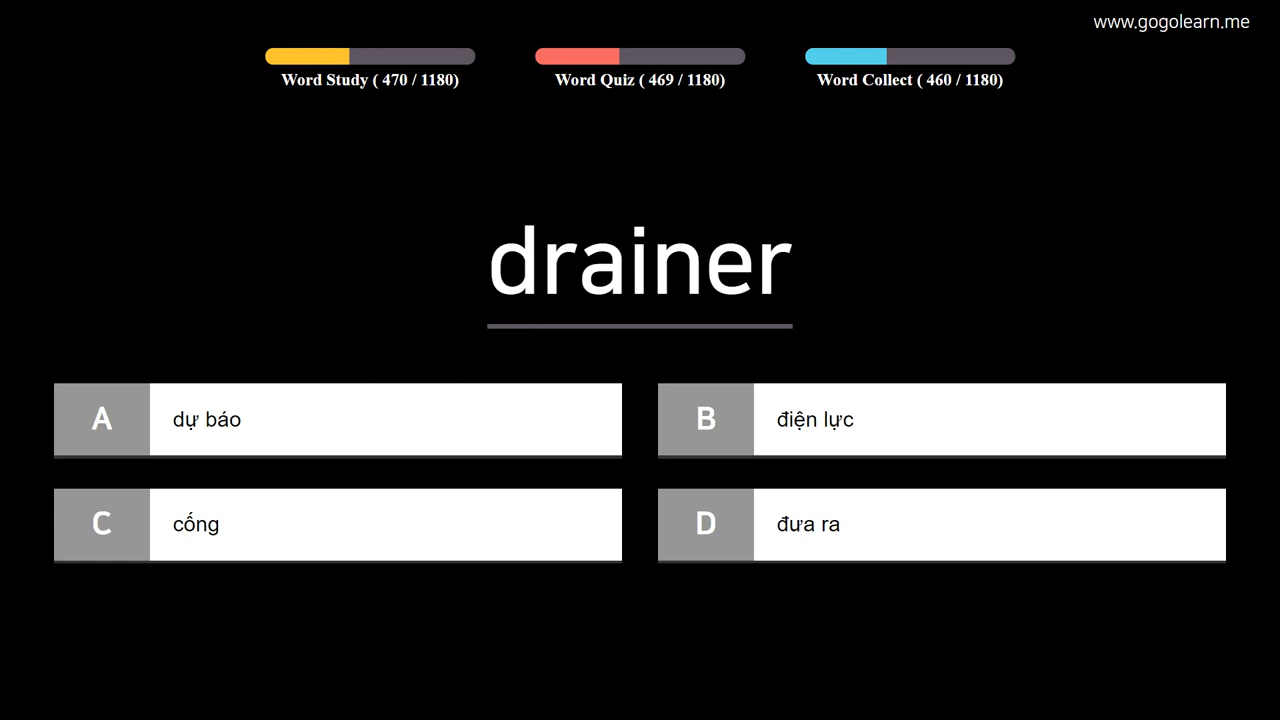 www.gogolearn.me
Word Study ( 470 / 1180)
Word Quiz ( 469 / 1180)
Word Collect ( 460 / 1180)
drainer
A dự báo
B điện lực
C cống
D đưa ra